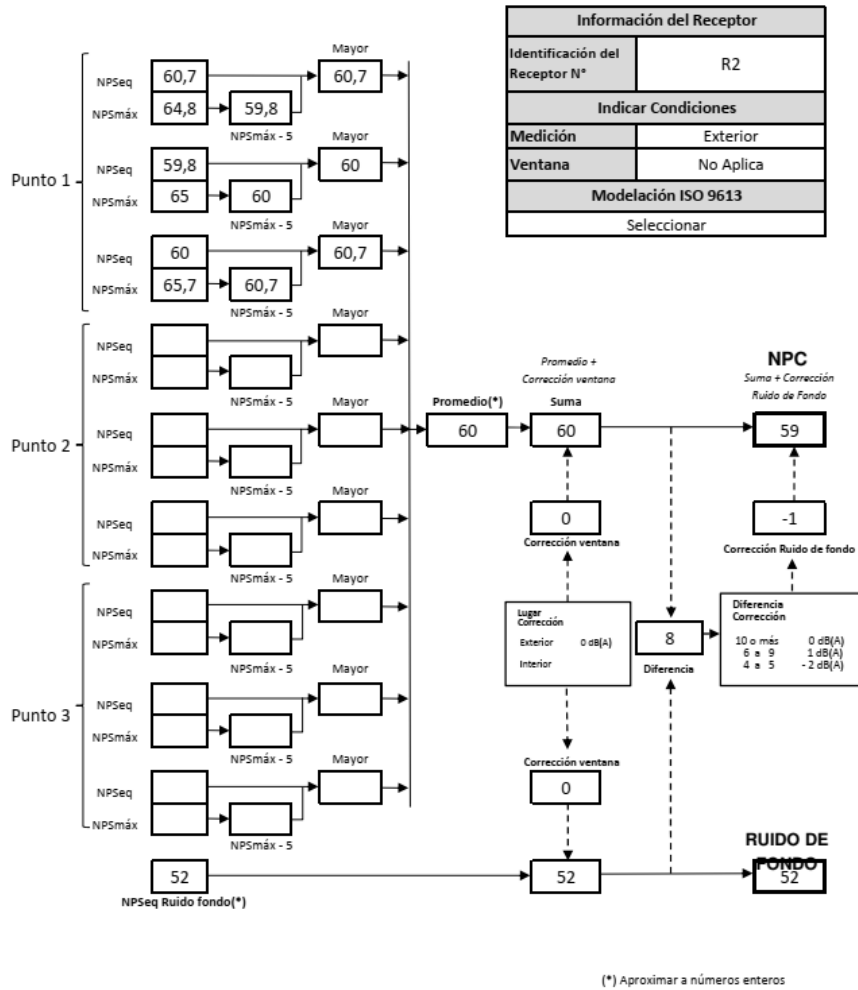 Información del Receptor
Identificación del Receptor N° R2
Indicar Condiciones
Medición Exterior
Ventana No Aplica
Modelación ISO 9613
Seleccionar
Punto 1
Mayor
NPSeq 60,7 60,7
NPSmáx 64,8 59,8
NPSmáx - 5
Mayor
NPSeq 59,8 60
NPSmáx 65 60
NPSmáx - 5
Mayor
NPSeq 60 60,7
NPSmáx 65,7 60,7
NPSmáx - 5
Punto 2
Mayor
NPSeq
NPSmáx
NPSmáx - 5
Mayor
NPSeq
NPSmáx
NPSmáx - 5
Mayor
NPSeq
NPSmáx
NPSmáx - 5
Punto 3
Mayor
NPSeq
NPSmáx
NPSmáx - 5
Mayor
NPSeq
NPSmáx
NPSmáx - 5
Mayor
NPSeq
NPSmáx
NPSmáx - 5
Promedio(*)
60
Promedio +
Corrección ventana
Suma
60
NPC
Suma + Corrección
Ruido de Fondo
59
0
Corrección ventana
-1
Corrección Ruido de fondo
Lugar
Corrección
Exterior 0 dB(A)
Interior
8
Diferencia
Diferencia
Corrección
10 o más 0 dB(A)
6 a 9 1 dB(A)
4 a 5 - 2 dB(A)
Corrección ventana
0
52
NPSeq Ruido fondo(*)
52
RUIDO DE
FONDO
52
(*) Aproximar a números enteros